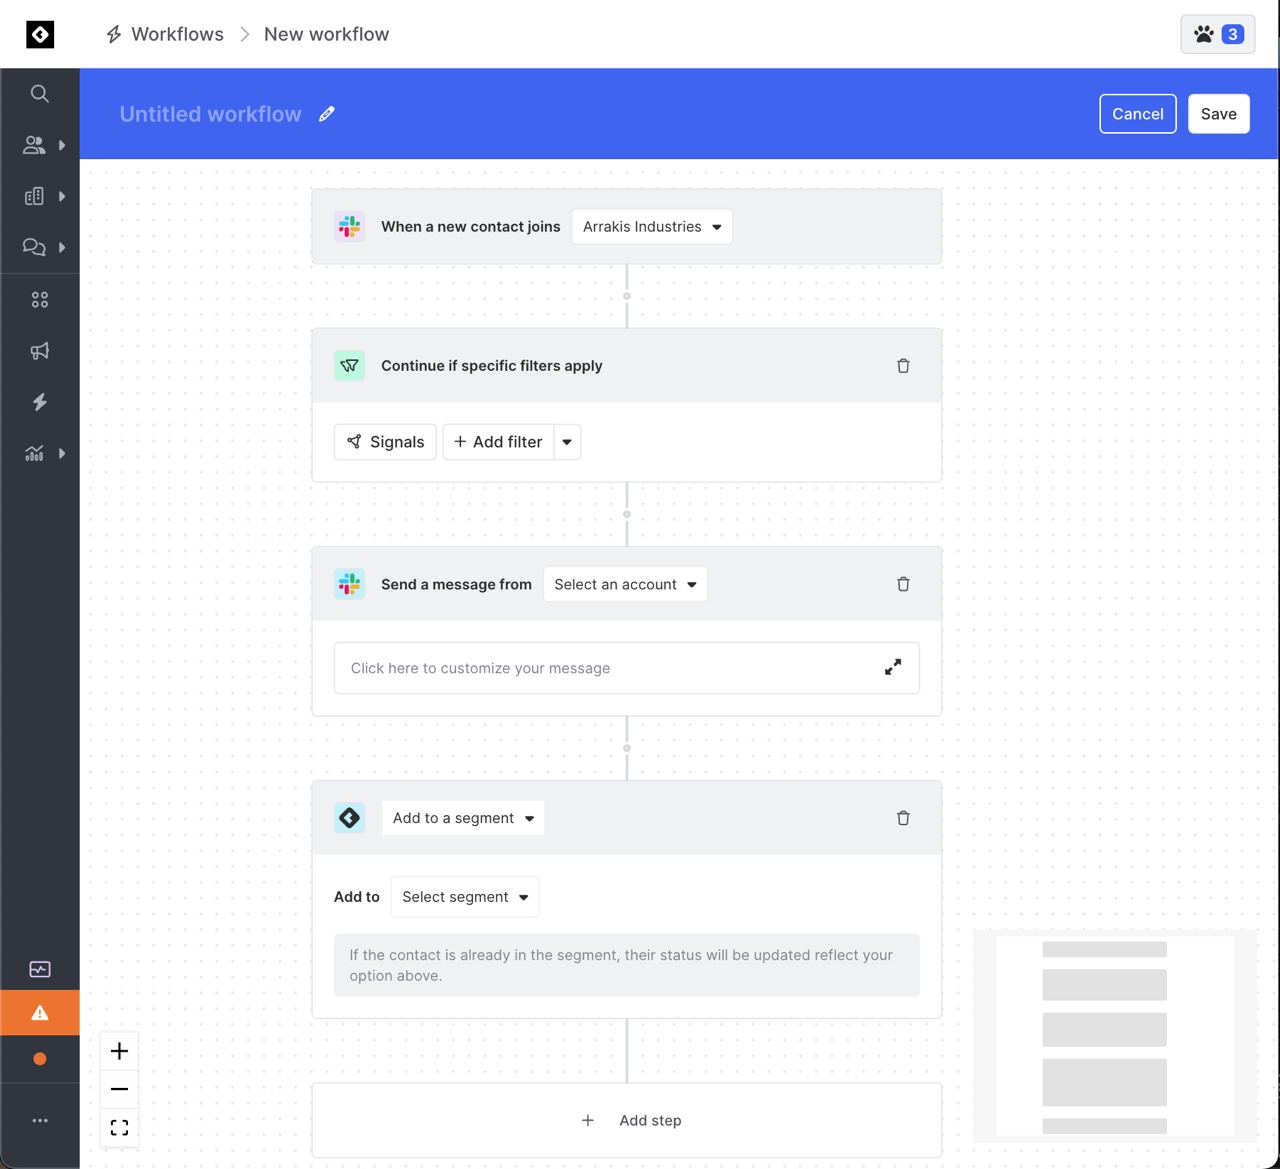 Workflows
New workflow
3
Untitled workflow
Cancel
Save
When a new contact joins
Arrakis Industries
Continue if specific filters apply
Signals
Add filter
Send a message from
Select an account
Click here to customize your message
Add to a segment
Add to
Select segment
If the contact is already in the segment, their status will be updated reflect your
option above.
Add step